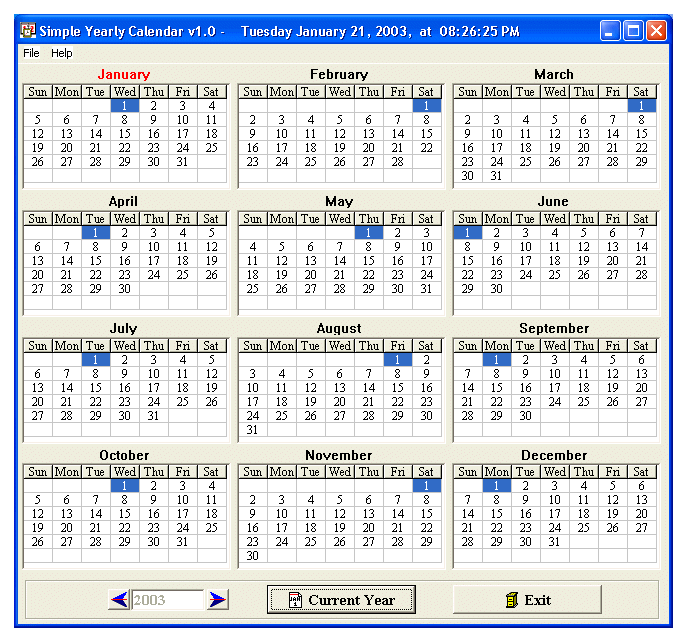 Simple Yearly Calendar v1.0 - Tuesday January 21, 2003, at 08:26:25 PM
File Help
January February March
Sun Mon Tue Wed Thu Fri Sat Sun Mon Tue Wed Thu Fri Sat Sun Mon Tue Wed Thu Fri Sat
1 2 3 4 1 1
5 6 7 8 9 10 11 2 3 4 5 6 7 8 2 3 4 5 6 7 8
12 13 14 15 16 17 18 9 10 11 12 13 14 15 9 10 11 12 13 14 15
19 20 21 22 23 24 25 16 17 18 19 20 21 22 16 17 18 19 20 21 22
26 27 28 29 30 31 23 24 25 26 27 28 23 24 25 26 27 28 29
30 31
April May June
Sun Mon Tue Wed Thu Fri Sat Sun Mon Tue Wed Thu Fri Sat Sun Mon Tue Wed Thu Fri Sat
1 2 3 4 5 1 2 3 1 2 3 4 5 6 7
6 7 8 9 10 11 12 4 5 6 7 8 9 10 8 9 10 11 12 13 14
13 14 15 16 17 18 19 11 12 13 14 15 16 17 15 16 17 18 19 20 21
20 21 22 23 24 25 26 18 19 20 21 22 23 24 22 23 24 25 26 27 28
27 28 29 30 25 26 27 28 29 30 31 29 30
July August September
Sun Mon Tue Wed Thu Fri Sat Sun Mon Tue Wed Thu Fri Sat Sun Mon Tue Wed Thu Fri Sat
1 2 3 4 5 1 2 1 2 3 4 5 6
6 7 8 9 10 11 12 3 4 5 6 7 8 9 7 8 9 10 11 12 13
13 14 15 16 17 18 19 10 11 12 13 14 15 16 14 15 16 17 18 19 20
20 21 22 23 24 25 26 17 18 19 20 21 22 23 21 22 23 24 25 26 27
27 28 29 30 31 24 25 26 27 28 29 30 28 29 30
31
October November December
Sun Mon Tue Wed Thu Fri Sat Sun Mon Tue Wed Thu Fri Sat Sun Mon Tue Wed Thu Fri Sat
1 2 3 4 1 1 2 3 4 5 6
5 6 7 8 9 10 11 2 3 4 5 6 7 8 7 8 9 10 11 12 13
12 13 14 15 16 17 18 9 10 11 12 13 14 15 14 15 16 17 18 19 20
19 20 21 22 23 24 25 16 17 18 19 20 21 22 21 22 23 24 25 26 27
26 27 28 29 30 31 23 24 25 26 27 28 29 28 29 30 31
30
2003 Current Year Exit